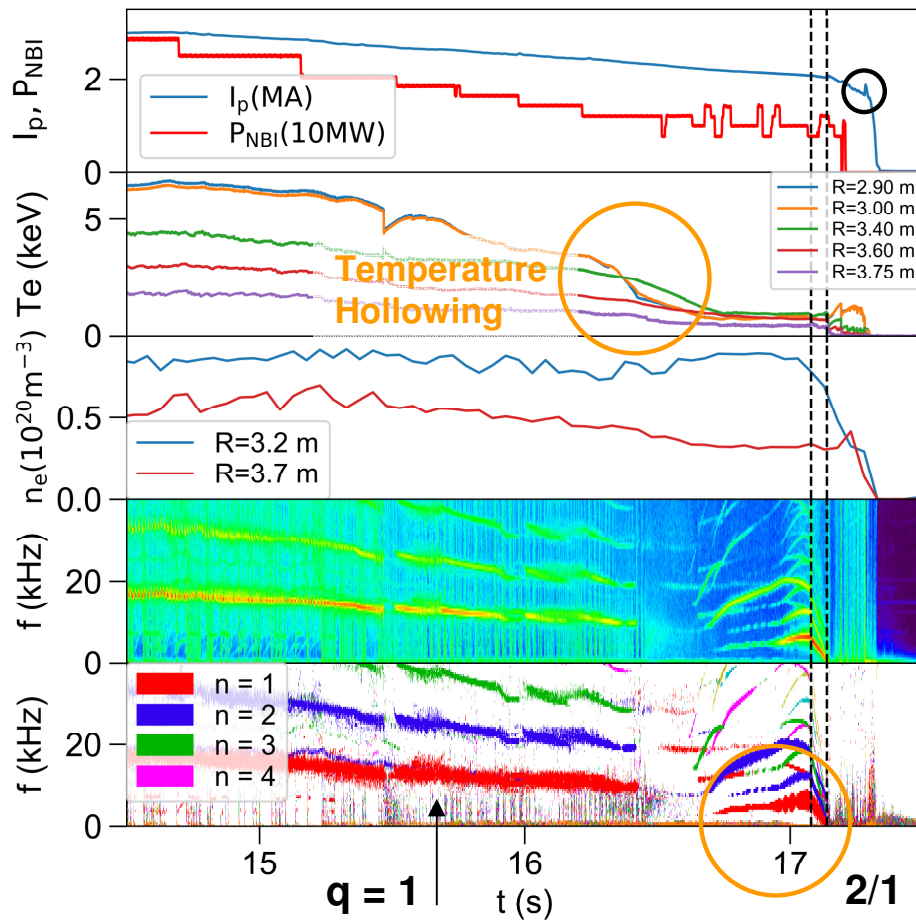 I_p, P_NBI
2
0
I_p(MA)
P_NBI(10MW)
Te (keV)
5
0
R=2.90 m
R=3.00 m
R=3.40 m
R=3.60 m
R=3.75 m
Temperature
Hollowing
n_e(10^20 m^-3)
0.5
0.0
R=3.2 m
R=3.7 m
f (kHz)
20
0
f (kHz)
20
0
n = 1
n = 2
n = 3
n = 4
15
16
17
q = 1
t (s)
2/1